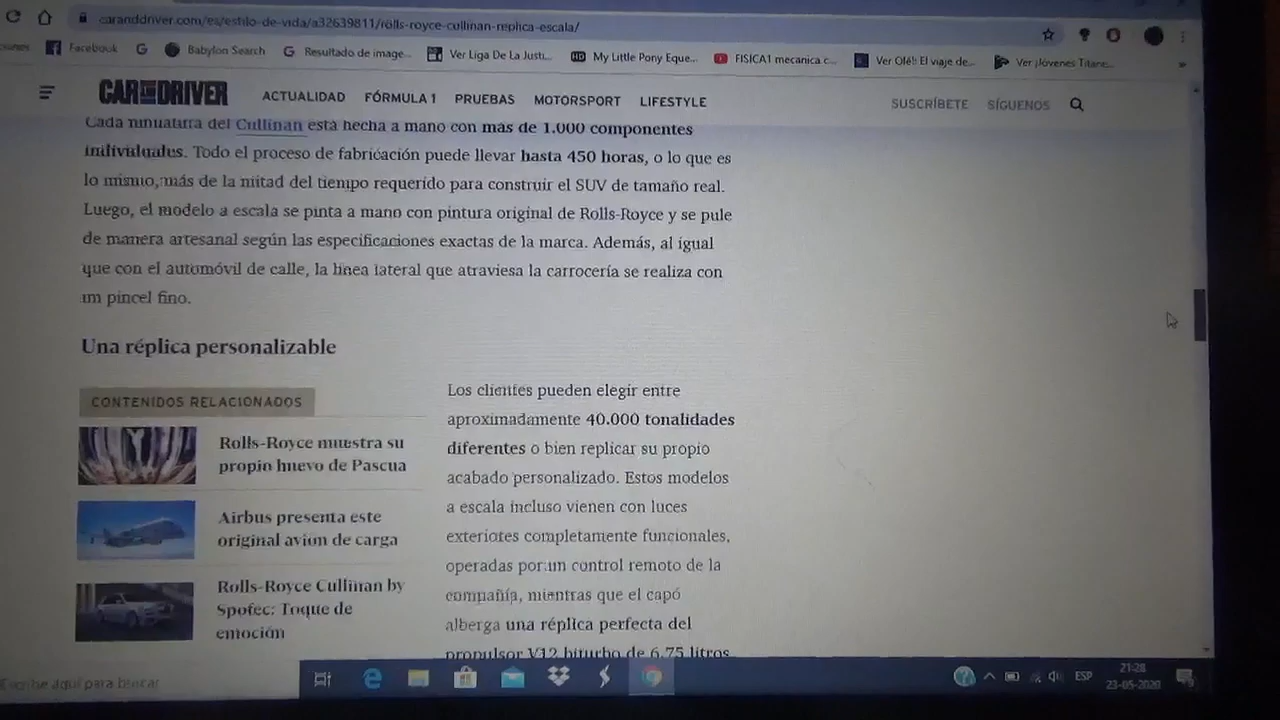 caranddriver.com/es/estilo-de-vida/a32639811/rolls-royce-cullinan-replica-escala/
Facebook
Babylon Search
Resultado de image...
Ver Liga De La Justi...
My Little Pony Eque...
FISICA1 mecanica c...
Ver Olé!: El viaje de...
Ver ¡Jóvenes Titane...
»
CAR AND DRIVER
ACTUALIDAD
FÓRMULA 1
PRUEBAS
MOTORSPORT
LIFESTYLE
SUSCRÍBETE
SÍGUENOS
Cada miniatura del Cullinan está hecha a mano con más de 1.000 componentes
individuales. Todo el proceso de fabricación puede llevar hasta 450 horas, o lo que es
lo mismo, más de la mitad del tiempo requerido para construir el SUV de tamaño real.
Luego, el modelo a escala se pinta a mano con pintura original de Rolls-Royce y se pule
de manera artesanal según las especificaciones exactas de la marca. Además, al igual
que con el automóvil de calle, la línea lateral que atraviesa la carrocería se realiza con
un pincel fino.
Una réplica personalizable
CONTENIDOS RELACIONADOS
Rolls-Royce muestra su
propio huevo de Pascua
Airbus presenta este
original avión de carga
Rolls-Royce Cullinan by
Spofec: Toque de
emoción
Los clientes pueden elegir entre
aproximadamente 40.000 tonalidades
diferentes o bien replicar su propio
acabado personalizado. Estos modelos
a escala incluso vienen con luces
exteriores completamente funcionales,
operadas por un control remoto de la
compañía, mientras que el capó
alberga una réplica perfecta del
propulsor V12 biturbo de 6,75 litros
Escribe aquí para buscar
ESP
21:28
23-05-2020